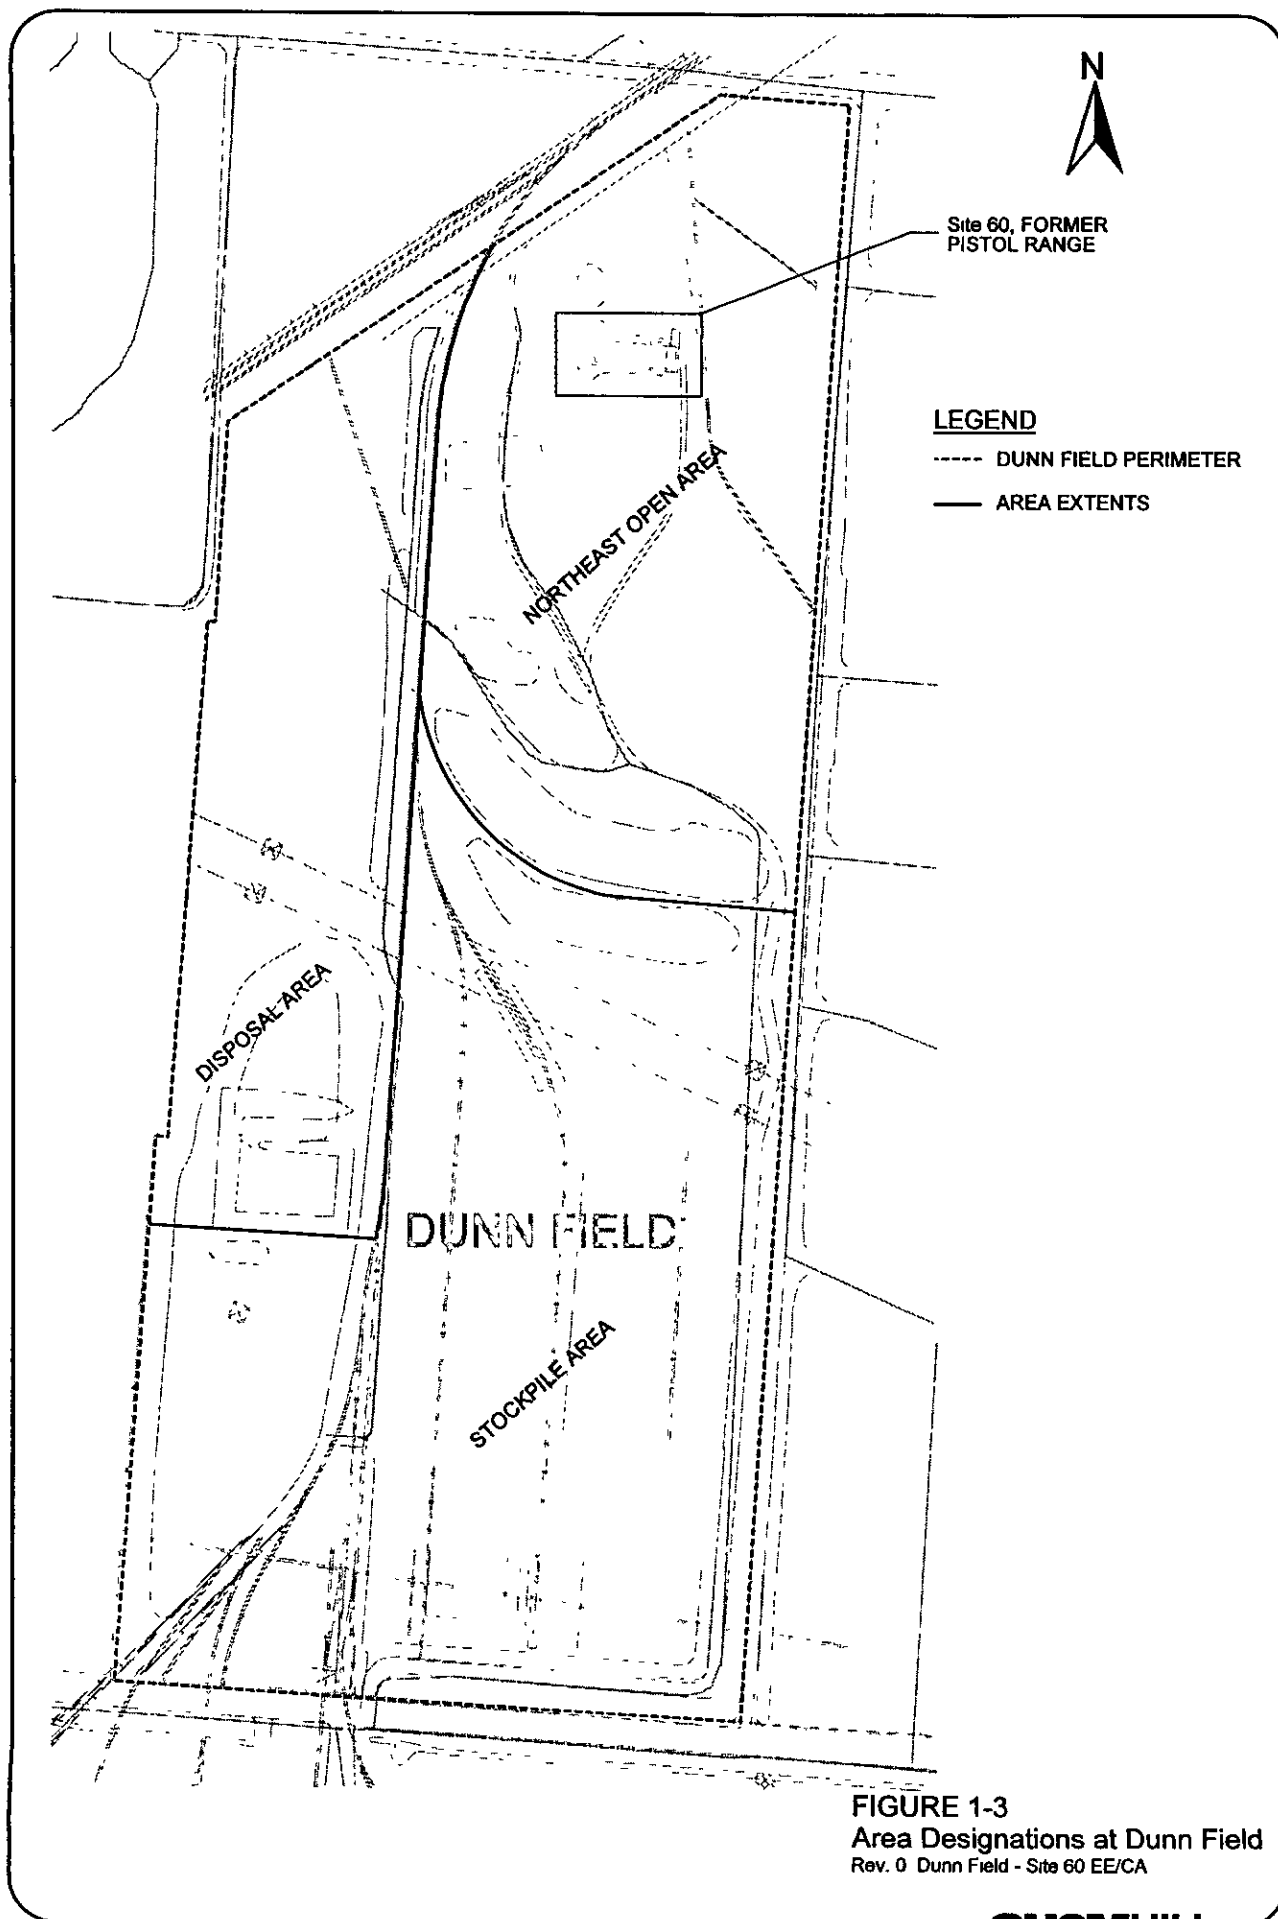 N
Site 60, FORMER
PISTOL RANGE
LEGEND
DUNN FIELD PERIMETER
AREA EXTENTS
NORTHEAST OPEN AREA
DISPOSAL AREA
DUNN FIELD
STOCKPILE AREA
FIGURE 1-3
Area Designations at Dunn Field
Rev. 0 Dunn Field - Site 60 EE/CA